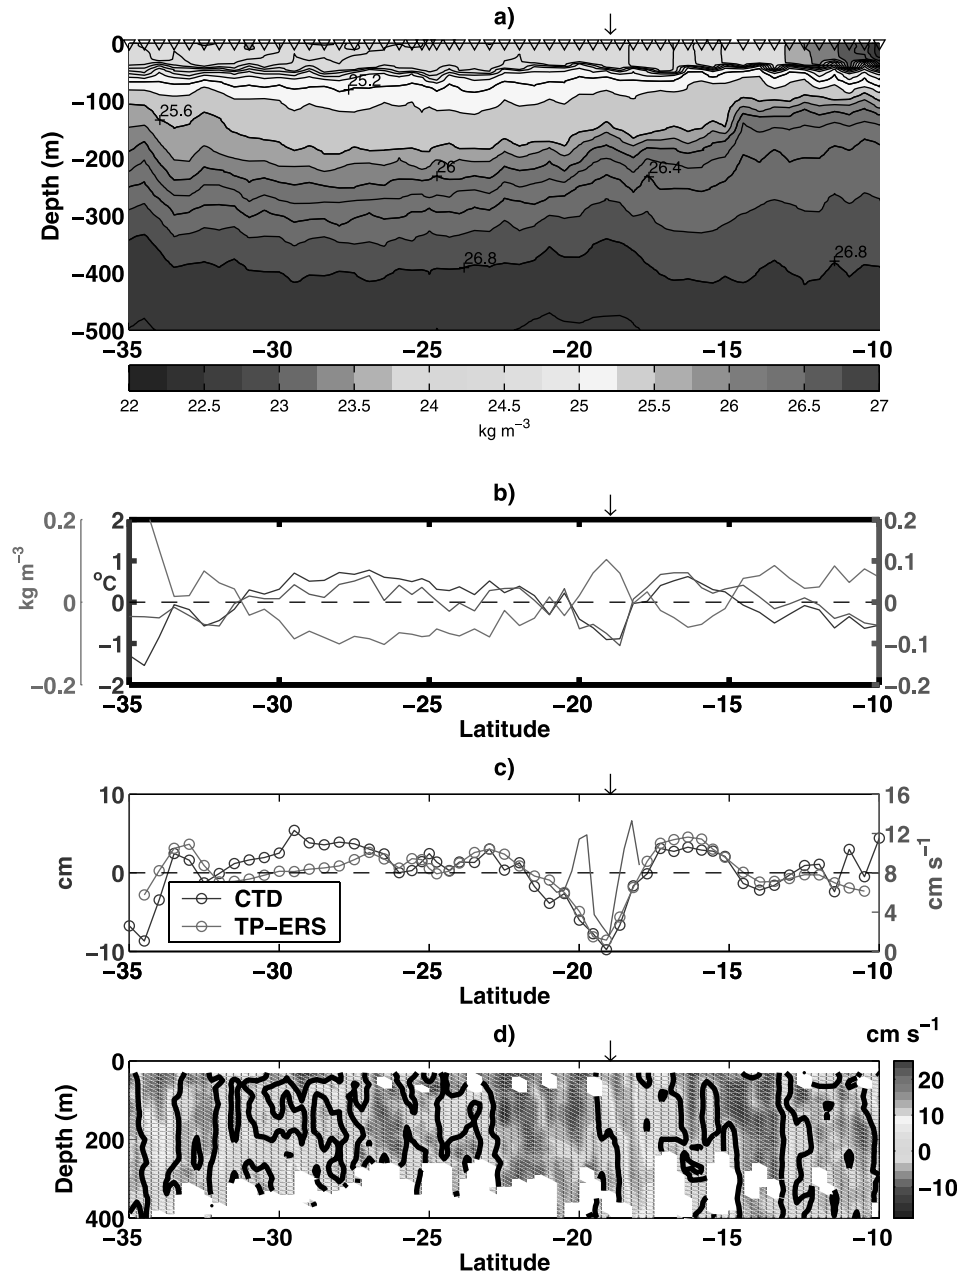 a)
0
−100
−200
−300
−400
−500
Depth (m)
25.2
25.6
26
26.4
26.8
26.8
−35 −30 −25 −20 −15 −10
22 22.5 23 23.5 24 24.5 25 25.5 26 26.5 27
kg m−3
b)
0.2 2 0.2
1 0.1
kg m−3 oC
0 0 0
−1 −0.1
−0.2 −2 −0.2
−35 −30 −25 −20 −15 −10
Latitude
c)
10 16
12
cm 0 8 cm s−1
4
−10 0
CTD
TP−ERS
−35 −30 −25 −20 −15 −10
Latitude
d) cm s−1
0
200
400
Depth (m)
20
10
0
−10
−35 −30 −25 −20 −15 −10
Latitude